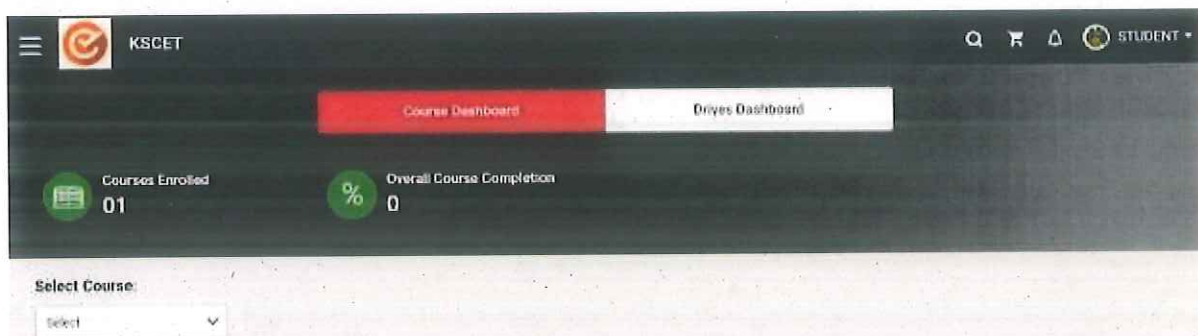 KSCET
STUDENT
Course Dashboard
Drives Dashboard
Courses Enrolled
01
%
Overall Course Completion
0
Select Course:
Select